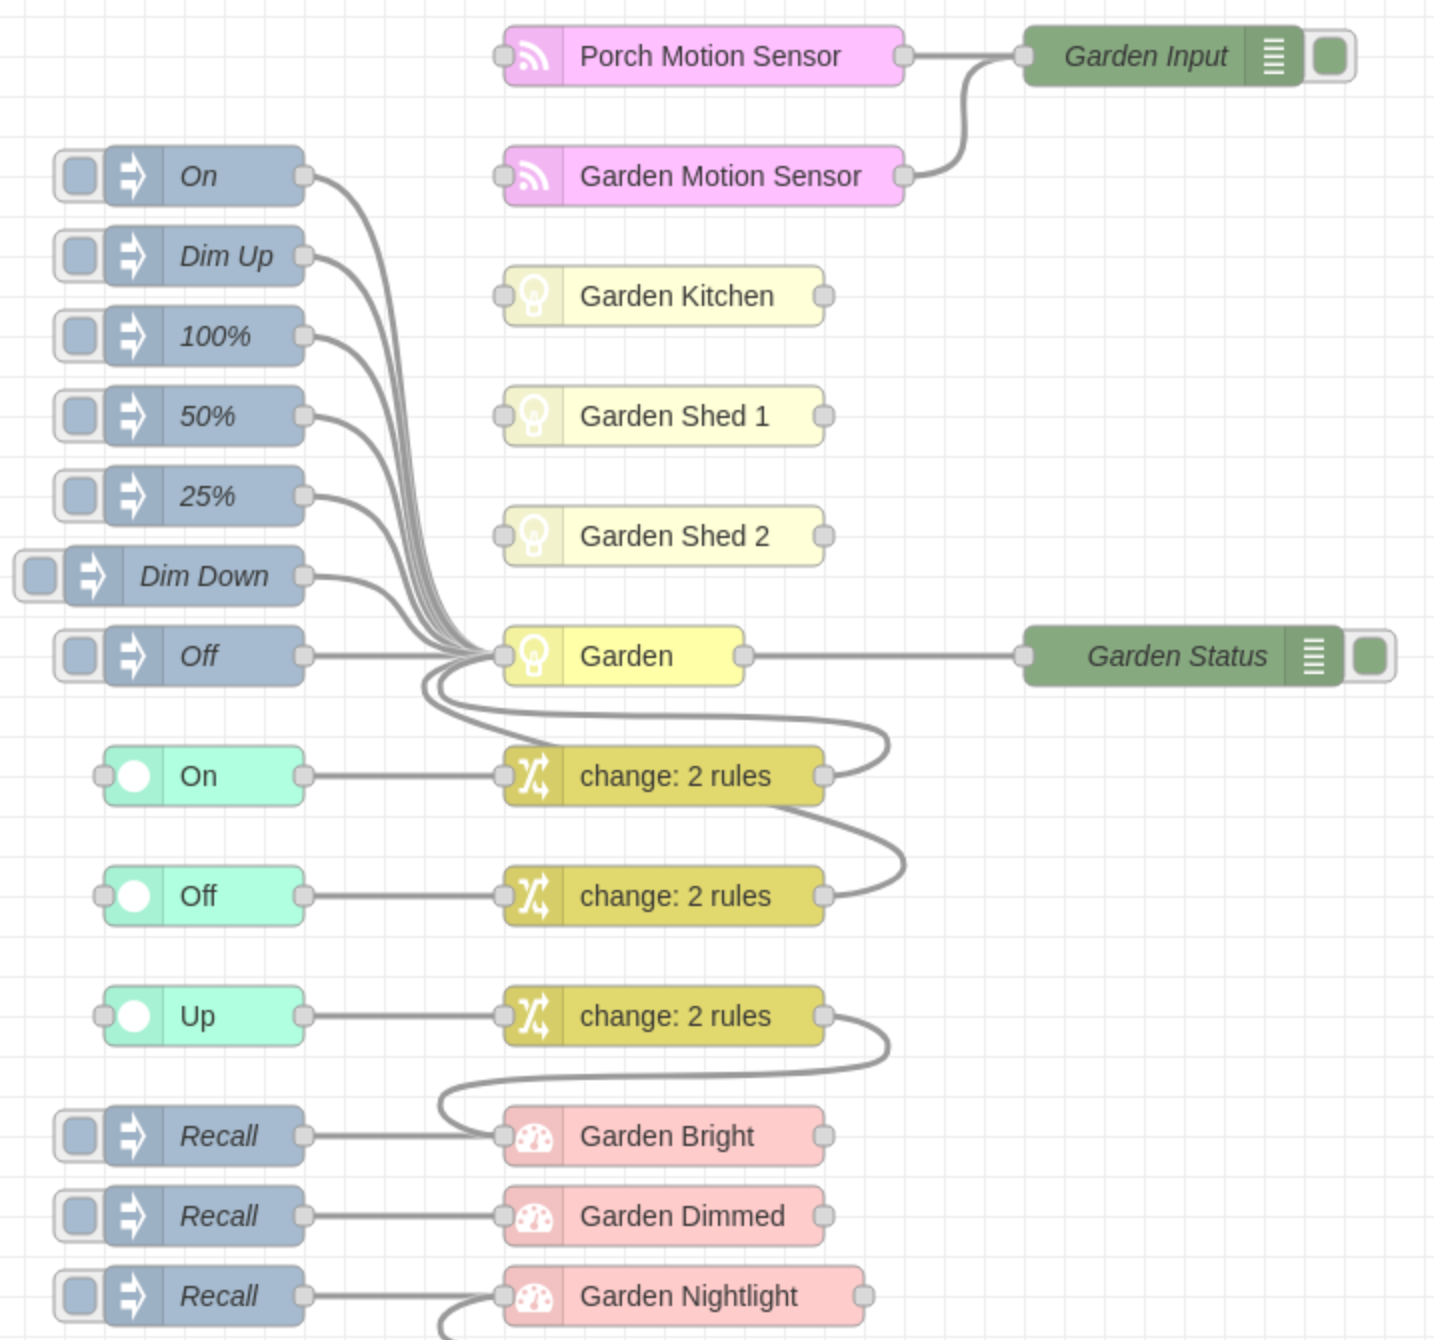 Porch Motion Sensor
Garden Input
On
Garden Motion Sensor
Dim Up
Garden Kitchen
100%
50%
Garden Shed 1
25%
Garden Shed 2
Dim Down
Off
Garden
Garden Status
On
change: 2 rules
Off
change: 2 rules
Up
change: 2 rules
Recall
Garden Bright
Recall
Garden Dimmed
Recall
Garden Nightlight